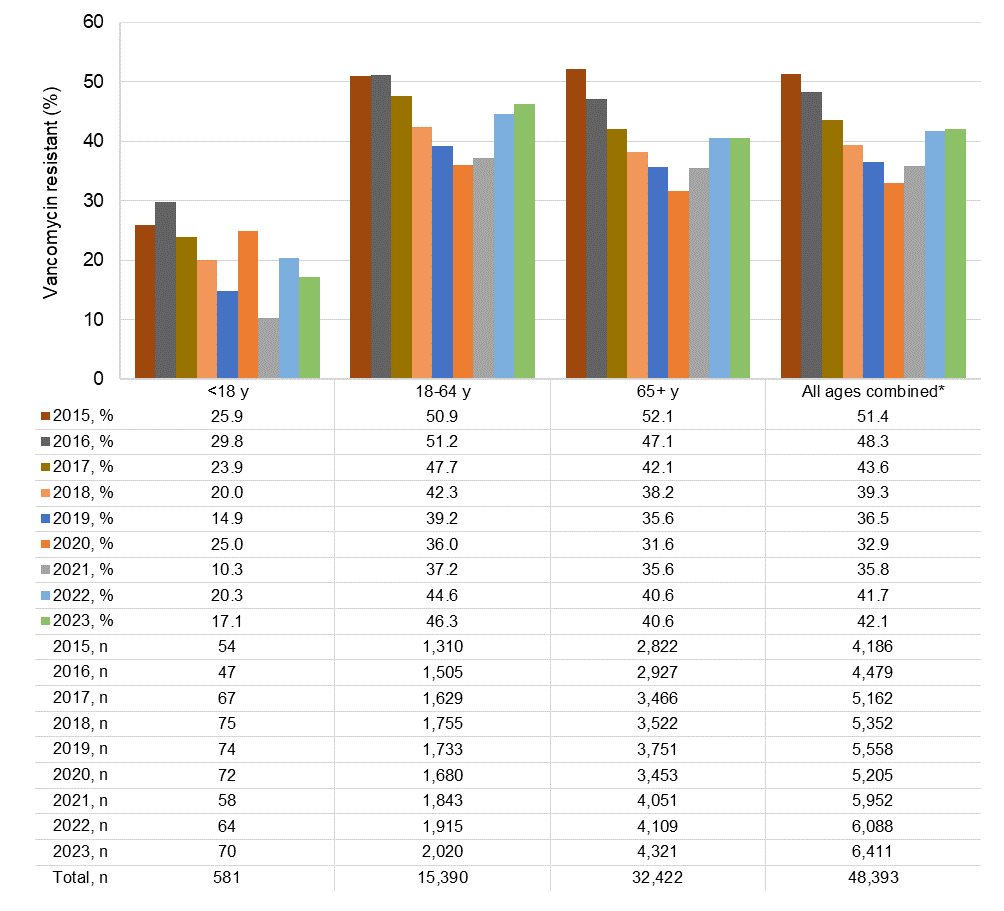 60
50
40
30
20
10
0
Vancomycin resistant (%)
<18 y 18-64 y 65+ y All ages combined*
2015, % 25.9 50.9 52.1 51.4
2016, % 29.8 51.2 47.1 48.3
2017, % 23.9 47.7 42.1 43.6
2018, % 20.0 42.3 38.2 39.3
2019, % 14.9 39.2 35.6 36.5
2020, % 25.0 36.0 31.6 32.9
2021, % 10.3 37.2 35.6 35.8
2022, % 20.3 44.6 40.6 41.7
2023, % 17.1 46.3 40.6 42.1
2015, n 54 1,310 2,822 4,186
2016, n 47 1,505 2,927 4,479
2017, n 67 1,629 3,466 5,162
2018, n 75 1,755 3,522 5,352
2019, n 74 1,733 3,751 5,558
2020, n 72 1,680 3,453 5,205
2021, n 58 1,843 4,051 5,952
2022, n 64 1,915 4,109 6,088
2023, n 70 2,020 4,321 6,411
Total, n 581 15,390 32,422 48,393